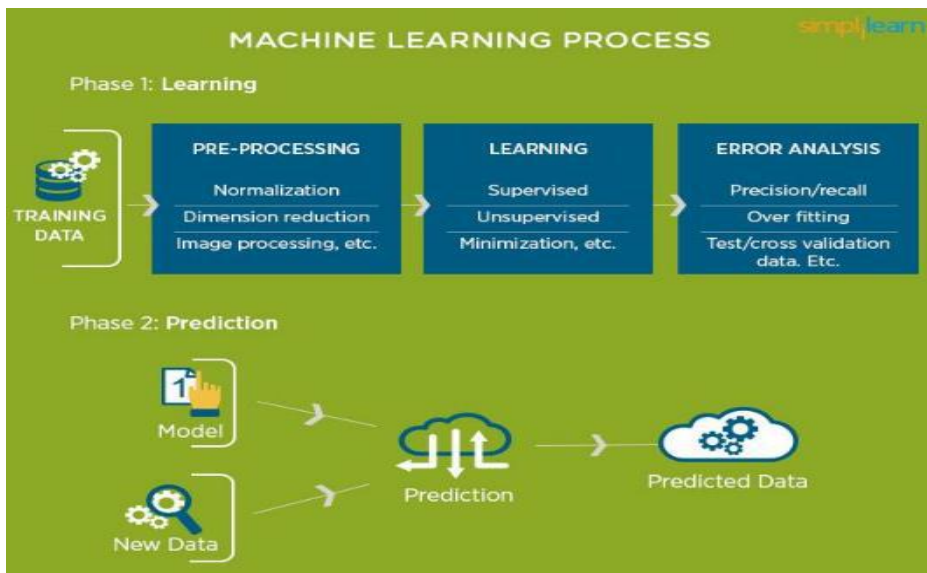 simplilearn
MACHINE LEARNING PROCESS
Phase 1: Learning
TRAINING
DATA
PRE-PROCESSING
Normalization
Dimension reduction
Image processing, etc.
LEARNING
Supervised
Unsupervised
Minimization, etc.
ERROR ANALYSIS
Precision/recall
Over fitting
Test/cross validation
data. Etc.
Phase 2: Prediction
1
Model
New Data
Prediction
Predicted Data